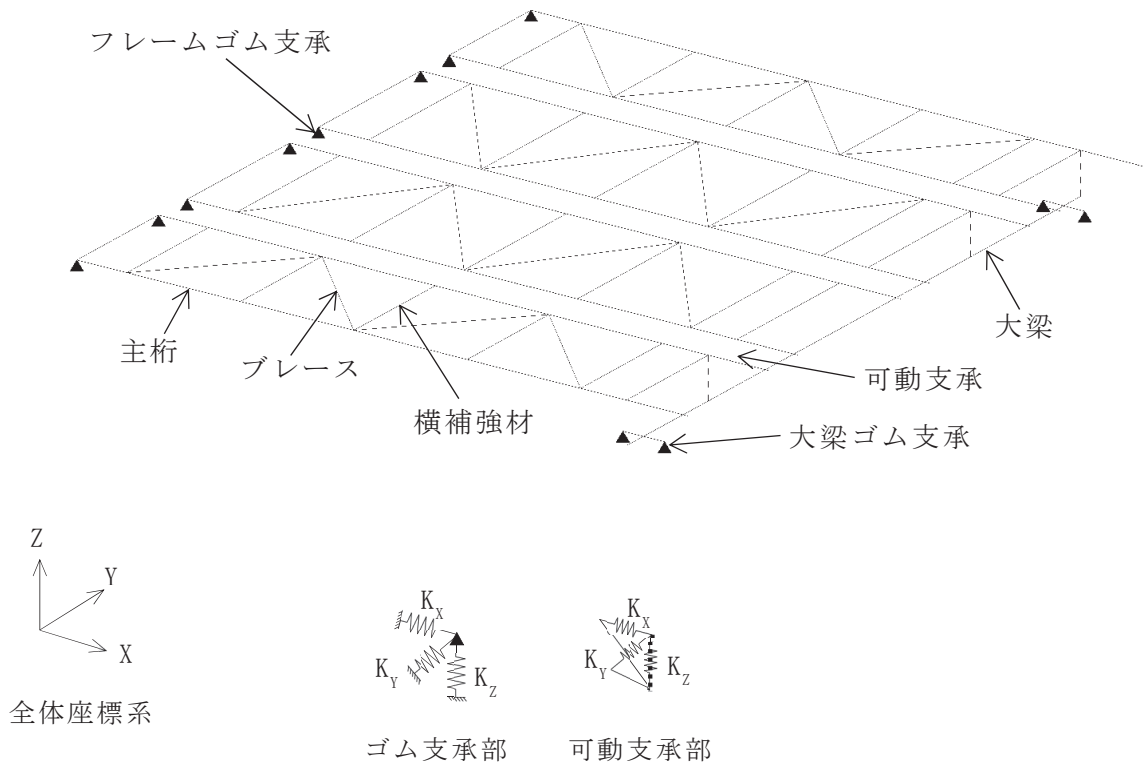 フレームゴム支承
大梁
主桁
ブレース
可動支承
横補強材
大梁ゴム支承
Z
Y
X
全体座標系
K_X
K_Y
K_Z
ゴム支承部
K_X
K_Y
K_Z
可動支承部